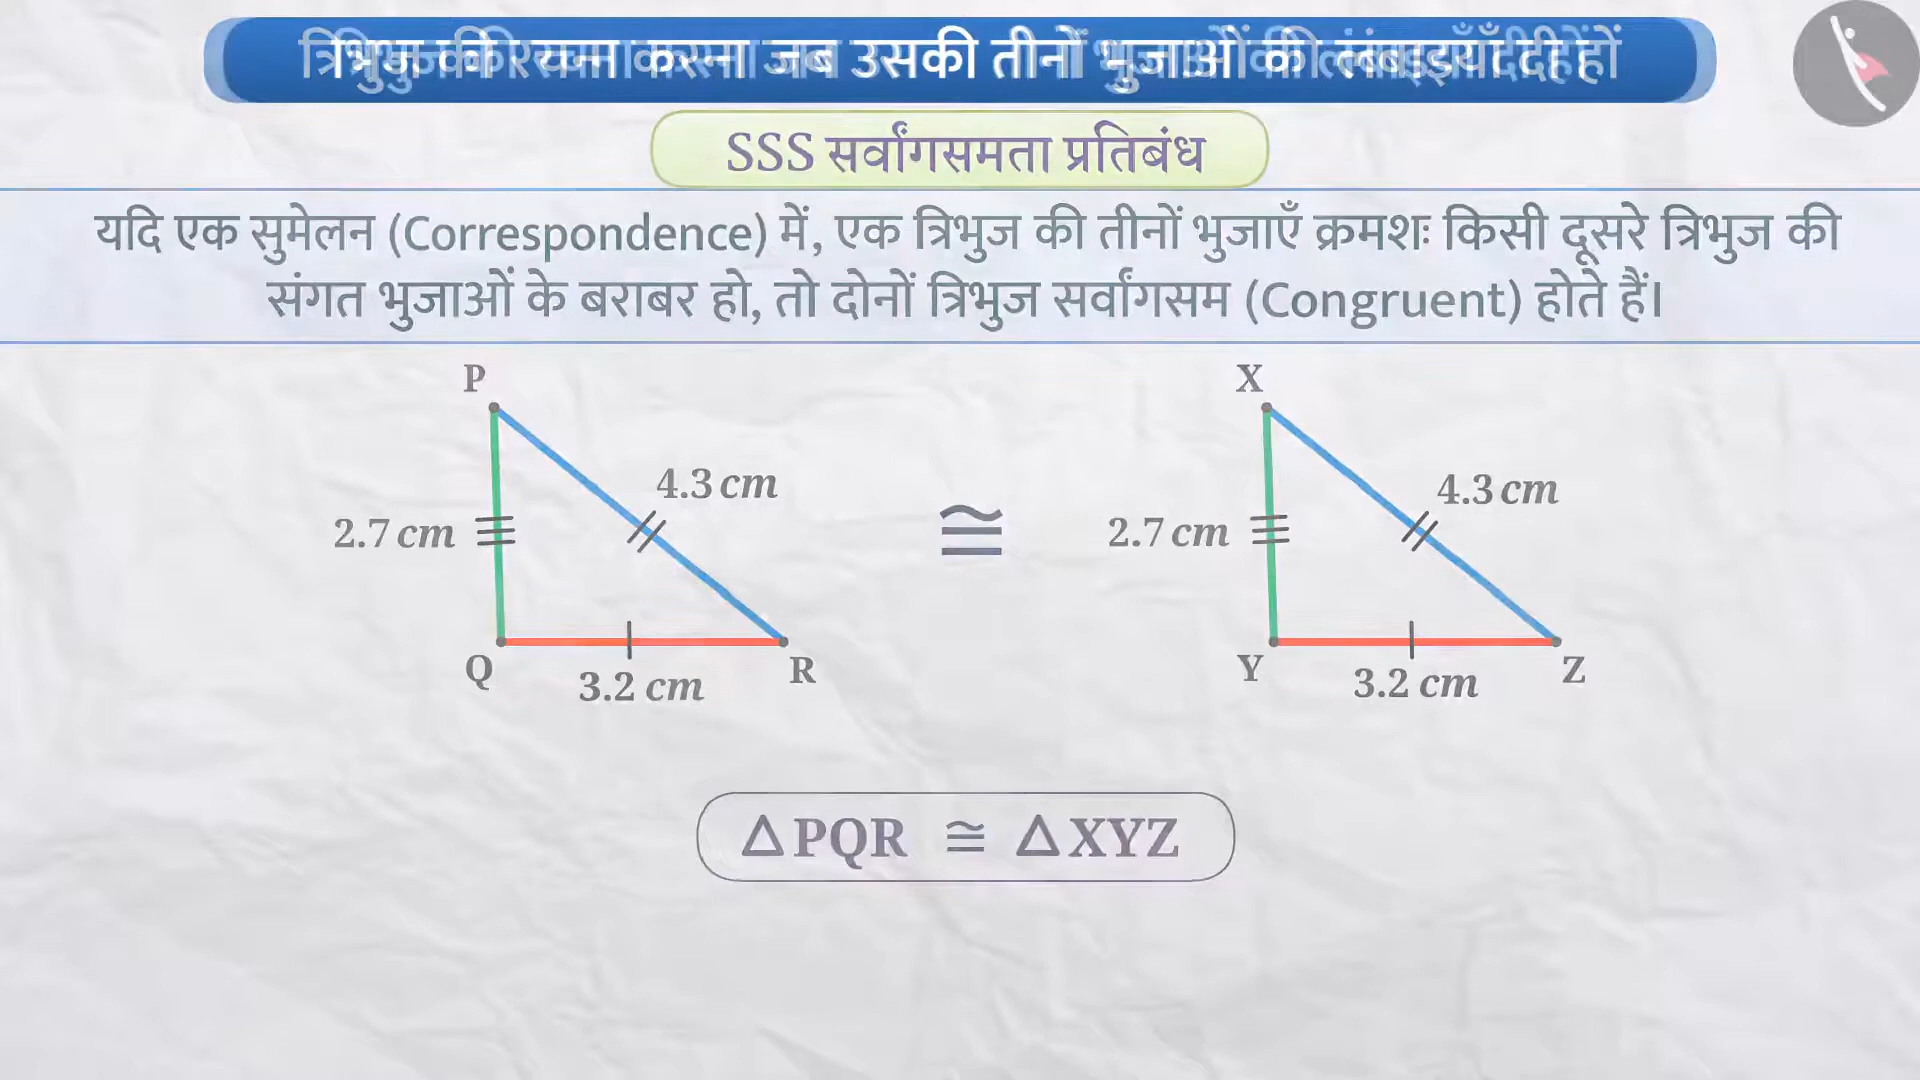 त्रिभुज की रचना करना जब उसकी तीनों भुजाओं की लंबाइयाँ दी हों
SSS सर्वांगसमता प्रतिबंध
यदि एक सुमेलन (Correspondence) में, एक त्रिभुज की तीनों भुजाएँ क्रमशः किसी दूसरे त्रिभुज की
संगत भुजाओं के बराबर हो, तो दोनों त्रिभुज सर्वांगसम (Congruent) होते हैं।
P X
4.3 cm 4.3 cm
2.7 cm ≅ 2.7 cm
Q R Y Z
3.2 cm 3.2 cm
△PQR ≅ △XYZ